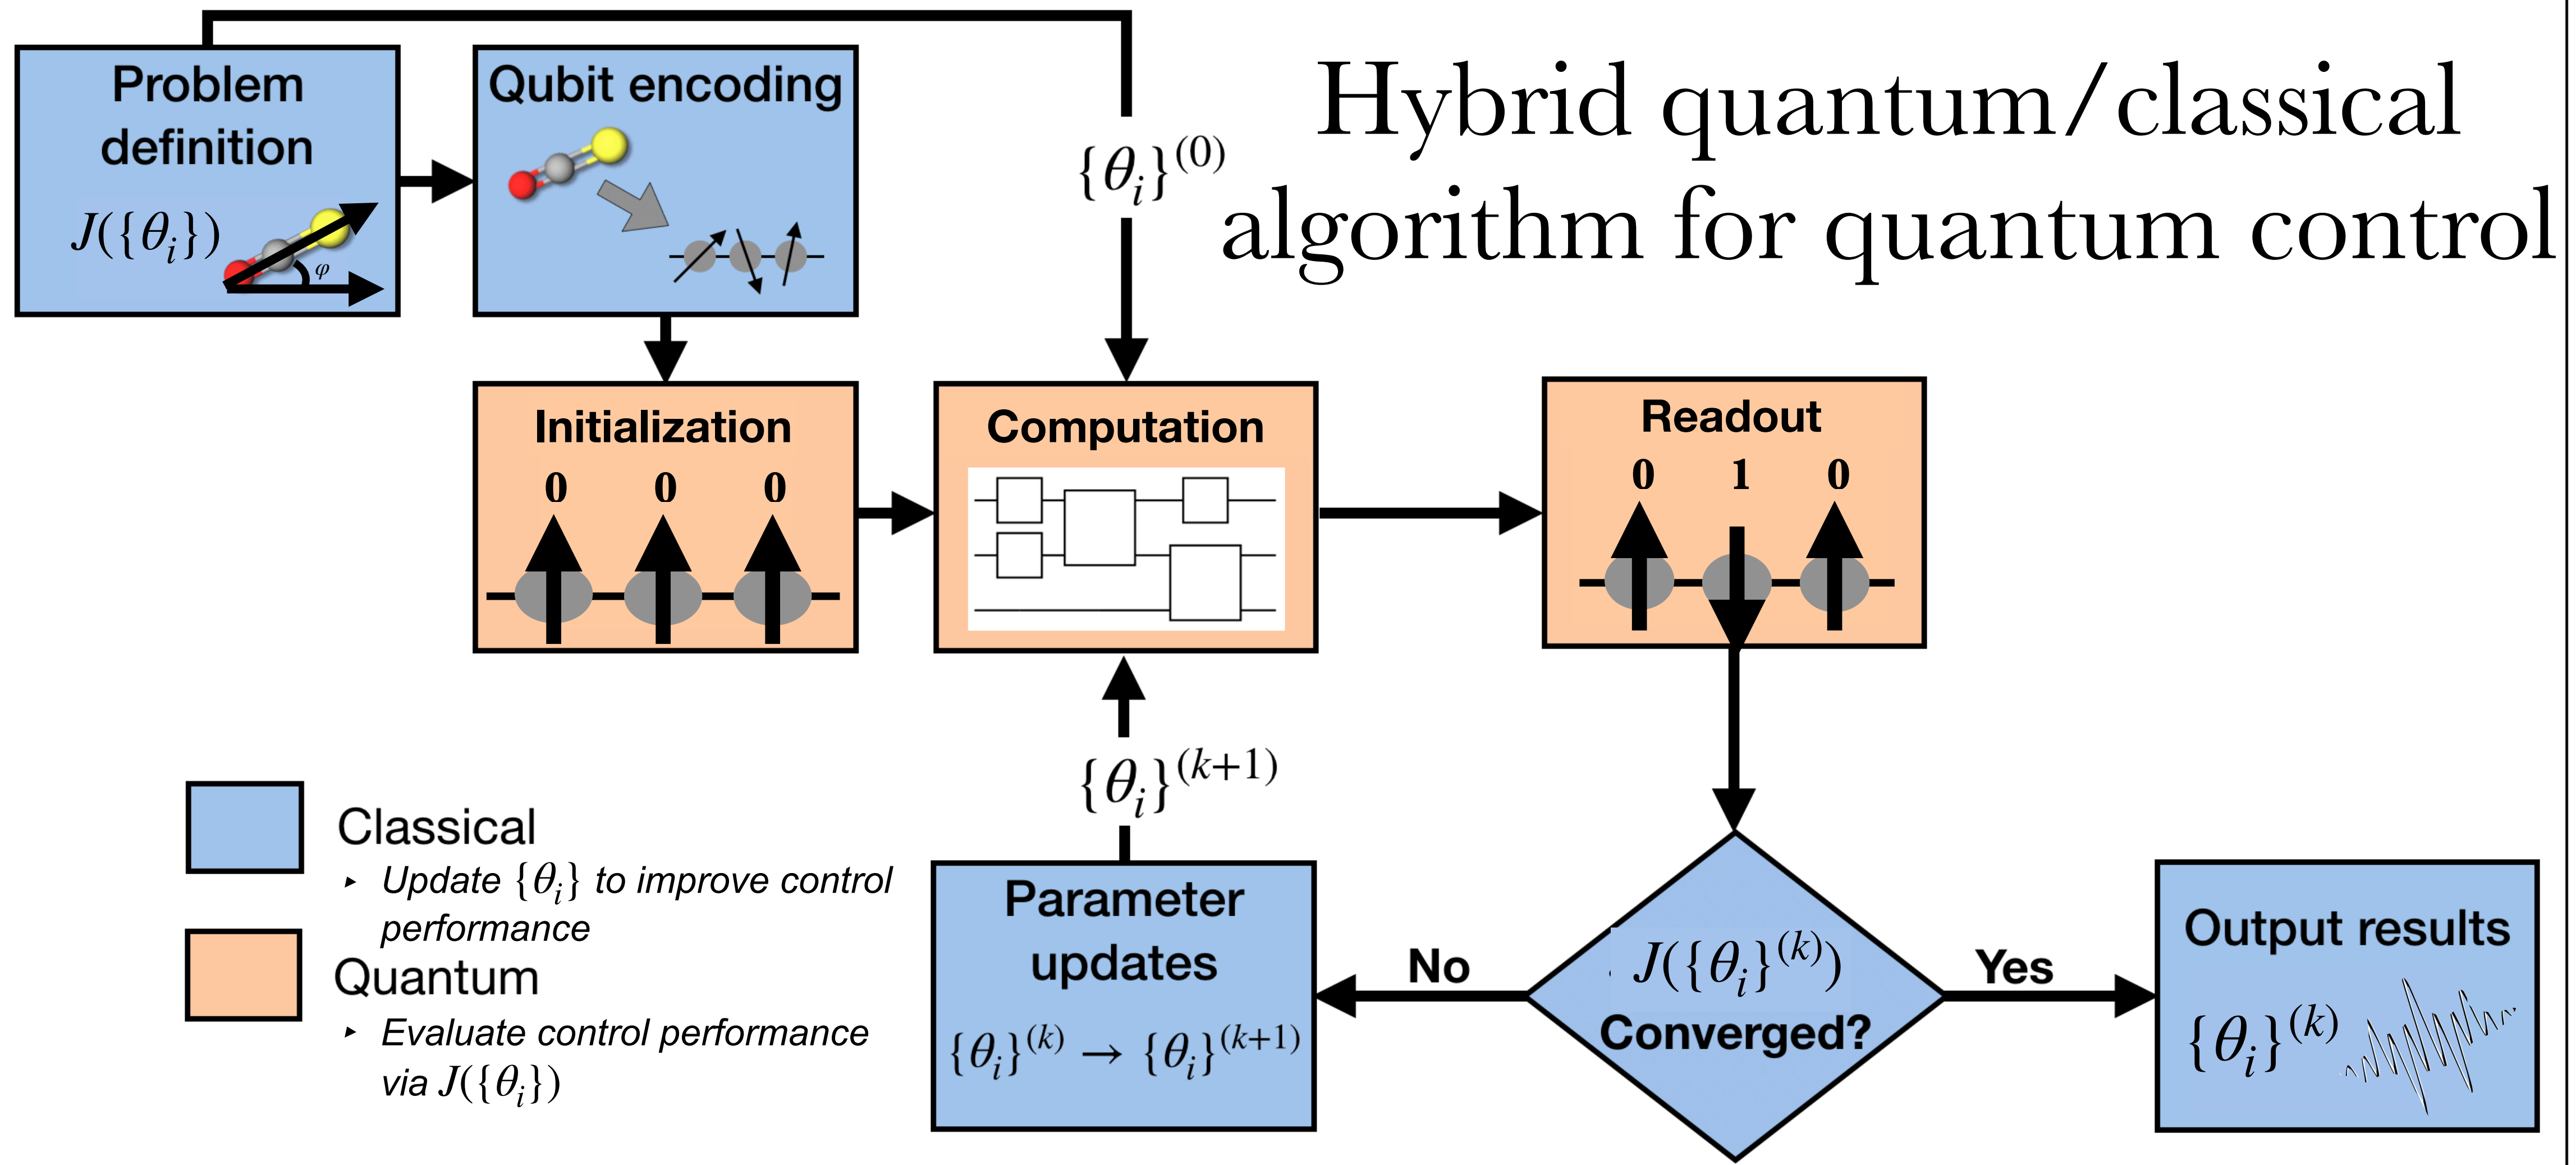 Hybrid quantum/classical
algorithm for quantum control
Problem
definition
J({θᵢ})
φ
Qubit encoding
{θᵢ}⁽⁰⁾
Initialization
0 0 0
Computation
Readout
0 1 0
{θᵢ}⁽ᵏ⁺¹⁾
Classical
‣ Update {θᵢ} to improve control
performance
Quantum
‣ Evaluate control performance
via J({θᵢ})
Parameter
updates
{θᵢ}⁽ᵏ⁾ → {θᵢ}⁽ᵏ⁺¹⁾
No
J({θᵢ}⁽ᵏ⁾)
Converged?
Yes
Output results
{θᵢ}⁽ᵏ⁾